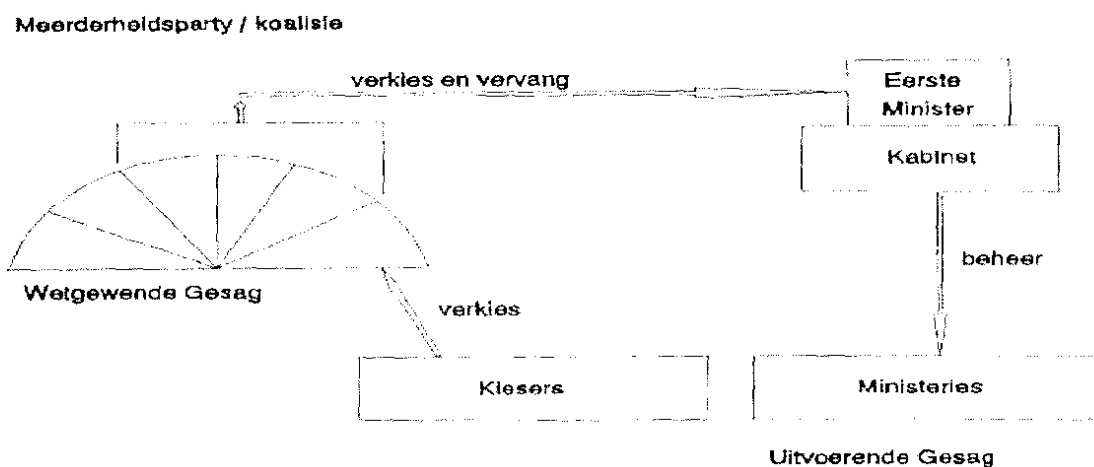 Meerderheidsparty / koalisie
verkies en vervang
Eerste
Minister
Kabinet
beheer
Wetgewende Gesag
verkies
Kiesers
Ministeries
Uitvoerende Gesag